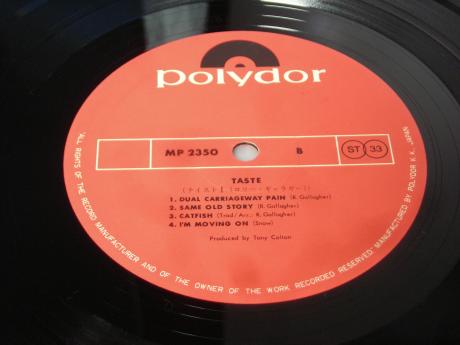 polydor
MP 2350 B ST 33
TASTE
(テイストⅠ(ロリー・ギャラガー))
1. DUAL CARRIAGEWAY PAIN (R. Gallagher)
2. SAME OLD STORY (R. Gallagher)
3. CATFISH (Trad/Arr.: R. Gallagher)
4. I'M MOVING ON (Snow)
Produced by Tony Colton
"ALL RIGHTS OF THE RECORD MANUFACTURER AND OF THE OWNER OF THE WORK RECORDED RESERVED" MANUFACTURED BY POLYDOR K. K., JAPAN